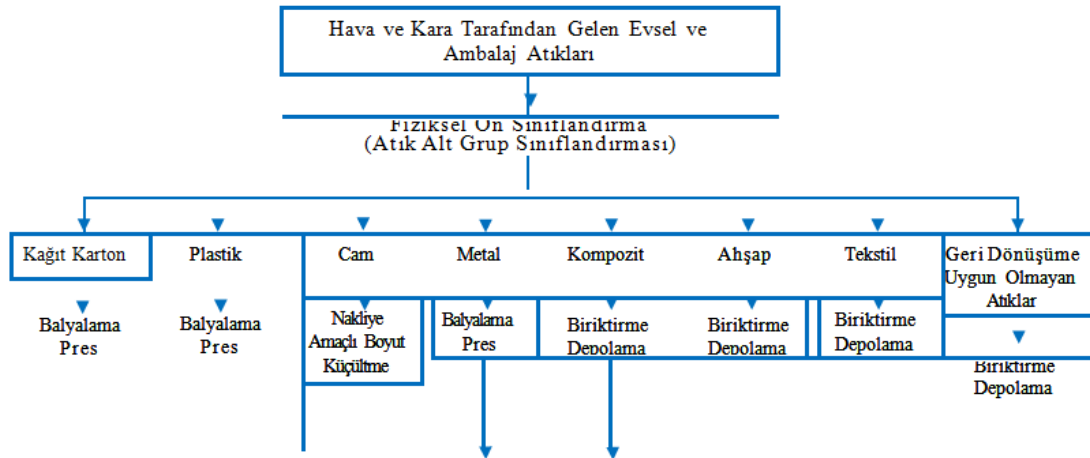 Hava ve Kara Tarafından Gelen Evsel ve
Ambalaj Atıkları
Fiziksel Ön Sınıflandırma
(Atık Alt Grup Sınıflandırması)
Kağıt Karton
Plastik
Cam
Metal
Kompozit
Ahşap
Tekstil
Geri Dönüşüme
Uygun Olmayan
Atıklar
Balyalama
Pres
Balyalama
Pres
Nakliye
Amaçlı Boyut
Küçültme
Balyalama
Pres
Biriktirme
Depolama
Biriktirme
Depolama
Biriktirme
Depolama
Biriktirme
Depolama